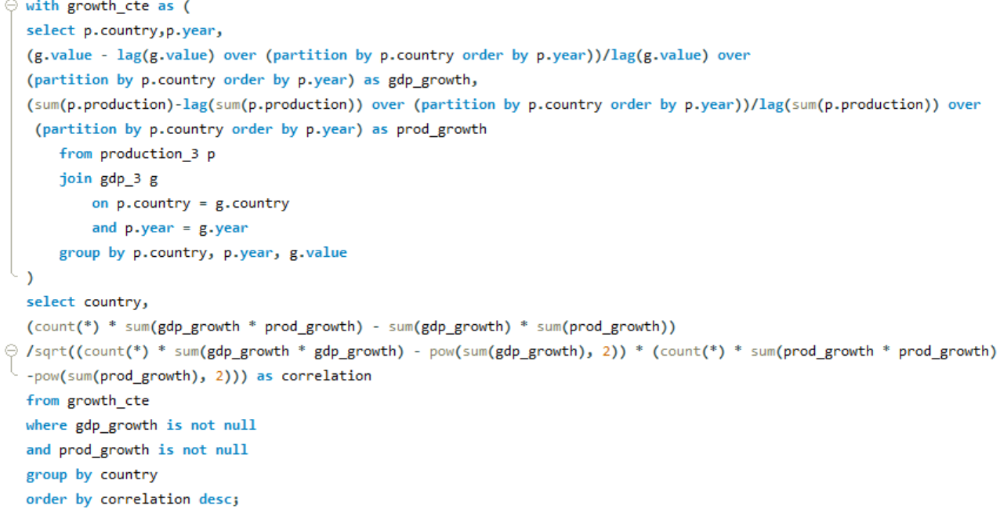 with growth_cte as (
select p.country,p.year,
(g.value - lag(g.value) over (partition by p.country order by p.year))/lag(g.value) over
(partition by p.country order by p.year) as gdp_growth,
(sum(p.production)-lag(sum(p.production)) over (partition by p.country order by p.year))/lag(sum(p.production)) over
(partition by p.country order by p.year) as prod_growth
from production_3 p
join gdp_3 g
on p.country = g.country
and p.year = g.year
group by p.country, p.year, g.value
)
select country,
(count(*) * sum(gdp_growth * prod_growth) - sum(gdp_growth) * sum(prod_growth))
/sqrt((count(*) * sum(gdp_growth * gdp_growth) - pow(sum(gdp_growth), 2)) * (count(*) * sum(prod_growth * prod_growth)
-pow(sum(prod_growth), 2))) as correlation
from growth_cte
where gdp_growth is not null
and prod_growth is not null
group by country
order by correlation desc;